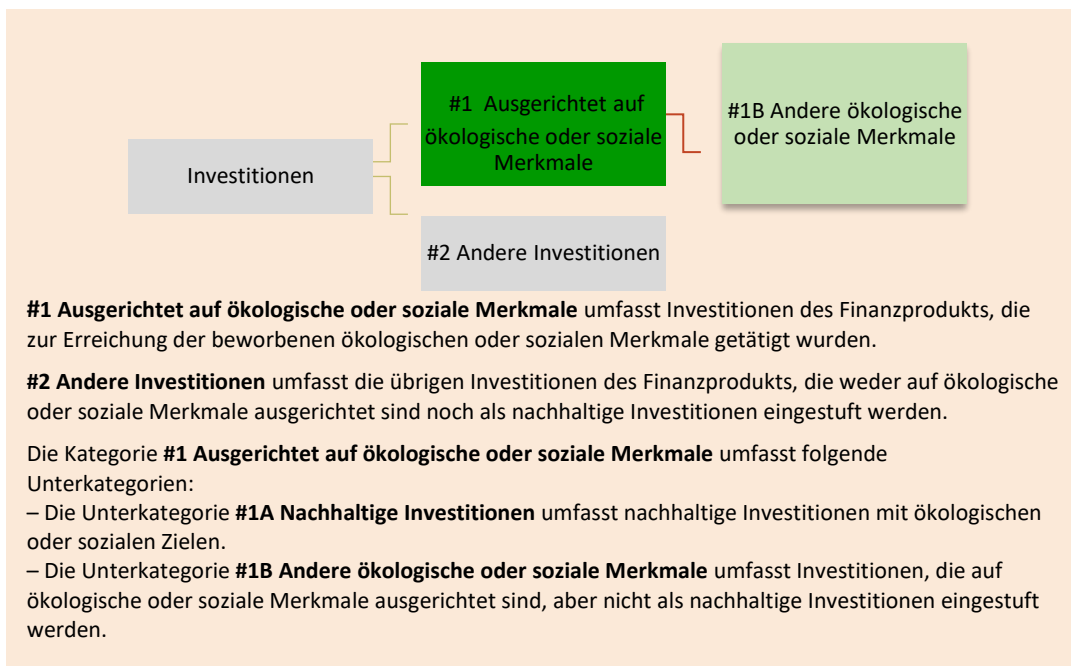 #1 Ausgerichtet auf
ökologische oder soziale
Merkmale
#1B Andere ökologische
oder soziale Merkmale
Investitionen
#2 Andere Investitionen
#1 Ausgerichtet auf ökologische oder soziale Merkmale umfasst Investitionen des Finanzprodukts, die
zur Erreichung der beworbenen ökologischen oder sozialen Merkmale getätigt wurden.
#2 Andere Investitionen umfasst die übrigen Investitionen des Finanzprodukts, die weder auf ökologische
oder soziale Merkmale ausgerichtet sind noch als nachhaltige Investitionen eingestuft werden.
Die Kategorie #1 Ausgerichtet auf ökologische oder soziale Merkmale umfasst folgende
Unterkategorien:
– Die Unterkategorie #1A Nachhaltige Investitionen umfasst nachhaltige Investitionen mit ökologischen
oder sozialen Zielen.
– Die Unterkategorie #1B Andere ökologische oder soziale Merkmale umfasst Investitionen, die auf
ökologische oder soziale Merkmale ausgerichtet sind, aber nicht als nachhaltige Investitionen eingestuft
werden.